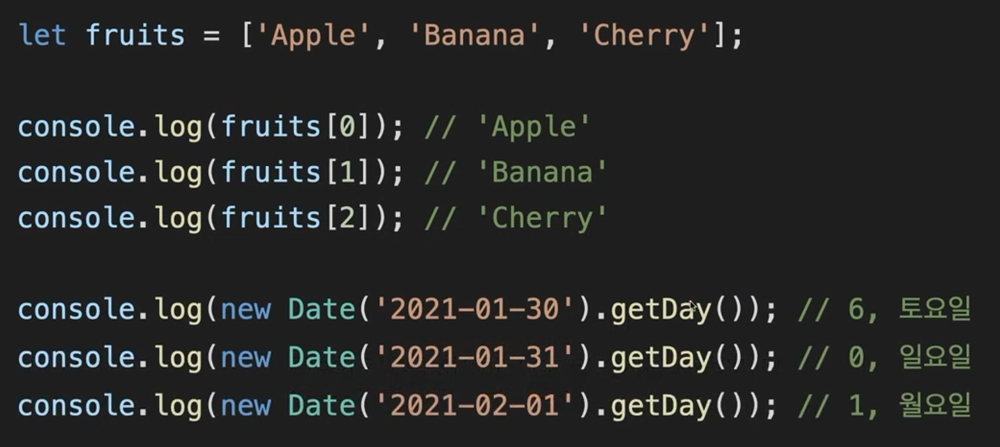 let fruits = ['Apple', 'Banana', 'Cherry'];
console.log(fruits[0]); // 'Apple'
console.log(fruits[1]); // 'Banana'
console.log(fruits[2]); // 'Cherry'
console.log(new Date('2021-01-30').getDay()); // 6, 토요일
console.log(new Date('2021-01-31').getDay()); // 0, 일요일
console.log(new Date('2021-02-01').getDay()); // 1, 월요일